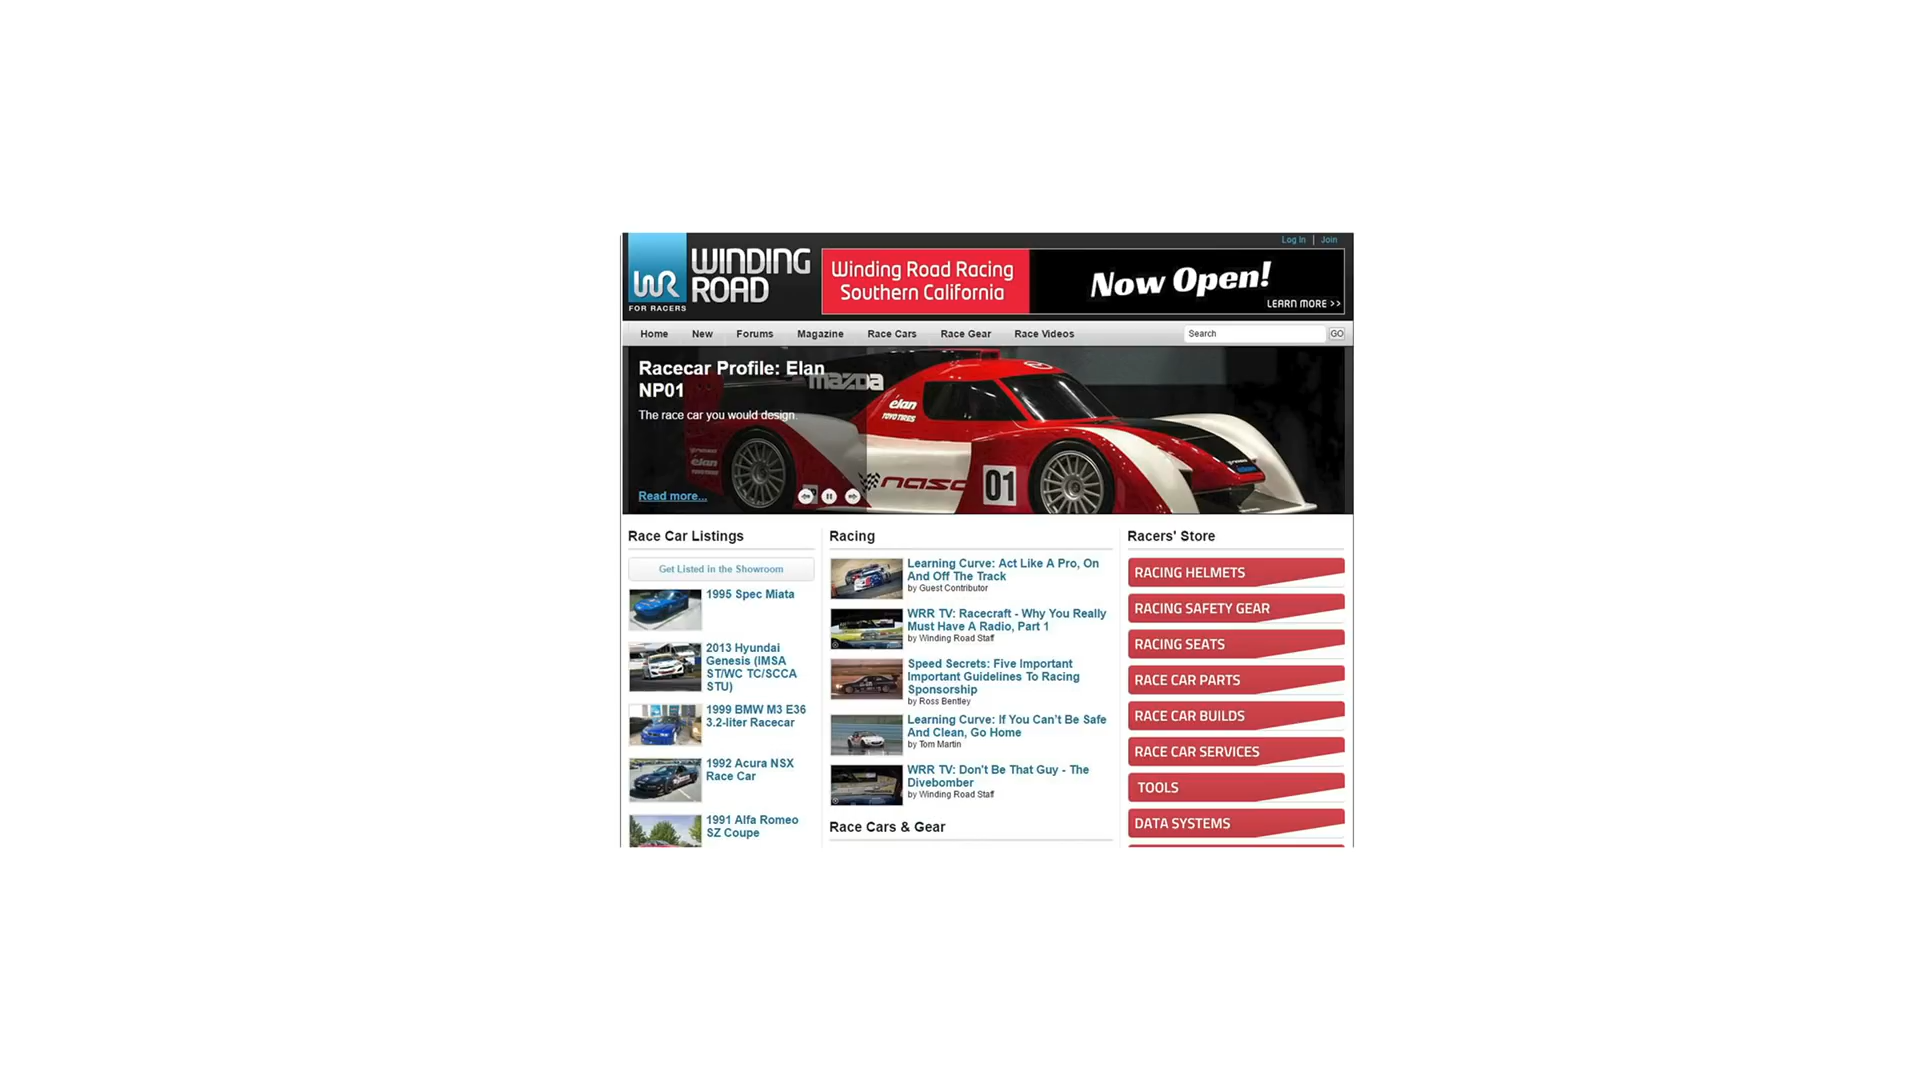 Log In | Join
WR
FOR RACERS
WINDING
ROAD
Winding Road Racing
Southern California
Now Open!
LEARN MORE >>
Home New Forums Magazine Race Cars Race Gear Race Videos
Search GO
Racecar Profile: Elan
NP01
The race car you would design.
Read more...
mazda
élan
TOYO TIRES
élan
nasa
01
Race Car Listings
Get Listed in the Showroom
1995 Spec Miata
2013 Hyundai
Genesis (IMSA
ST/WC TC/SCCA
STU)
1999 BMW M3 E36
3.2-liter Racecar
1992 Acura NSX
Race Car
1991 Alfa Romeo
SZ Coupe
Racing
Learning Curve: Act Like A Pro, On
And Off The Track
by Guest Contributor
WRR TV: Racecraft - Why You Really
Must Have A Radio, Part 1
by Winding Road Staff
Speed Secrets: Five Important
Important Guidelines To Racing
Sponsorship
by Ross Bentley
Learning Curve: If You Can't Be Safe
And Clean, Go Home
by Tom Martin
WRR TV: Don't Be That Guy - The
Divebomber
by Winding Road Staff
Race Cars & Gear
Racers' Store
RACING HELMETS
RACING SAFETY GEAR
RACING SEATS
RACE CAR PARTS
RACE CAR BUILDS
RACE CAR SERVICES
TOOLS
DATA SYSTEMS